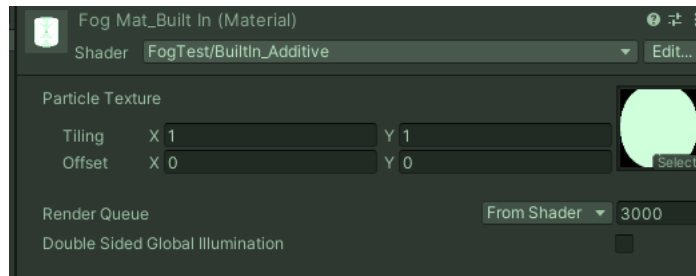 Fog Mat_Built In (Material)
Shader FogTest/BuiltIn_Additive Edit...
Particle Texture
Tiling X 1 Y 1
Offset X 0 Y 0
Select
Render Queue From Shader 3000
Double Sided Global Illumination